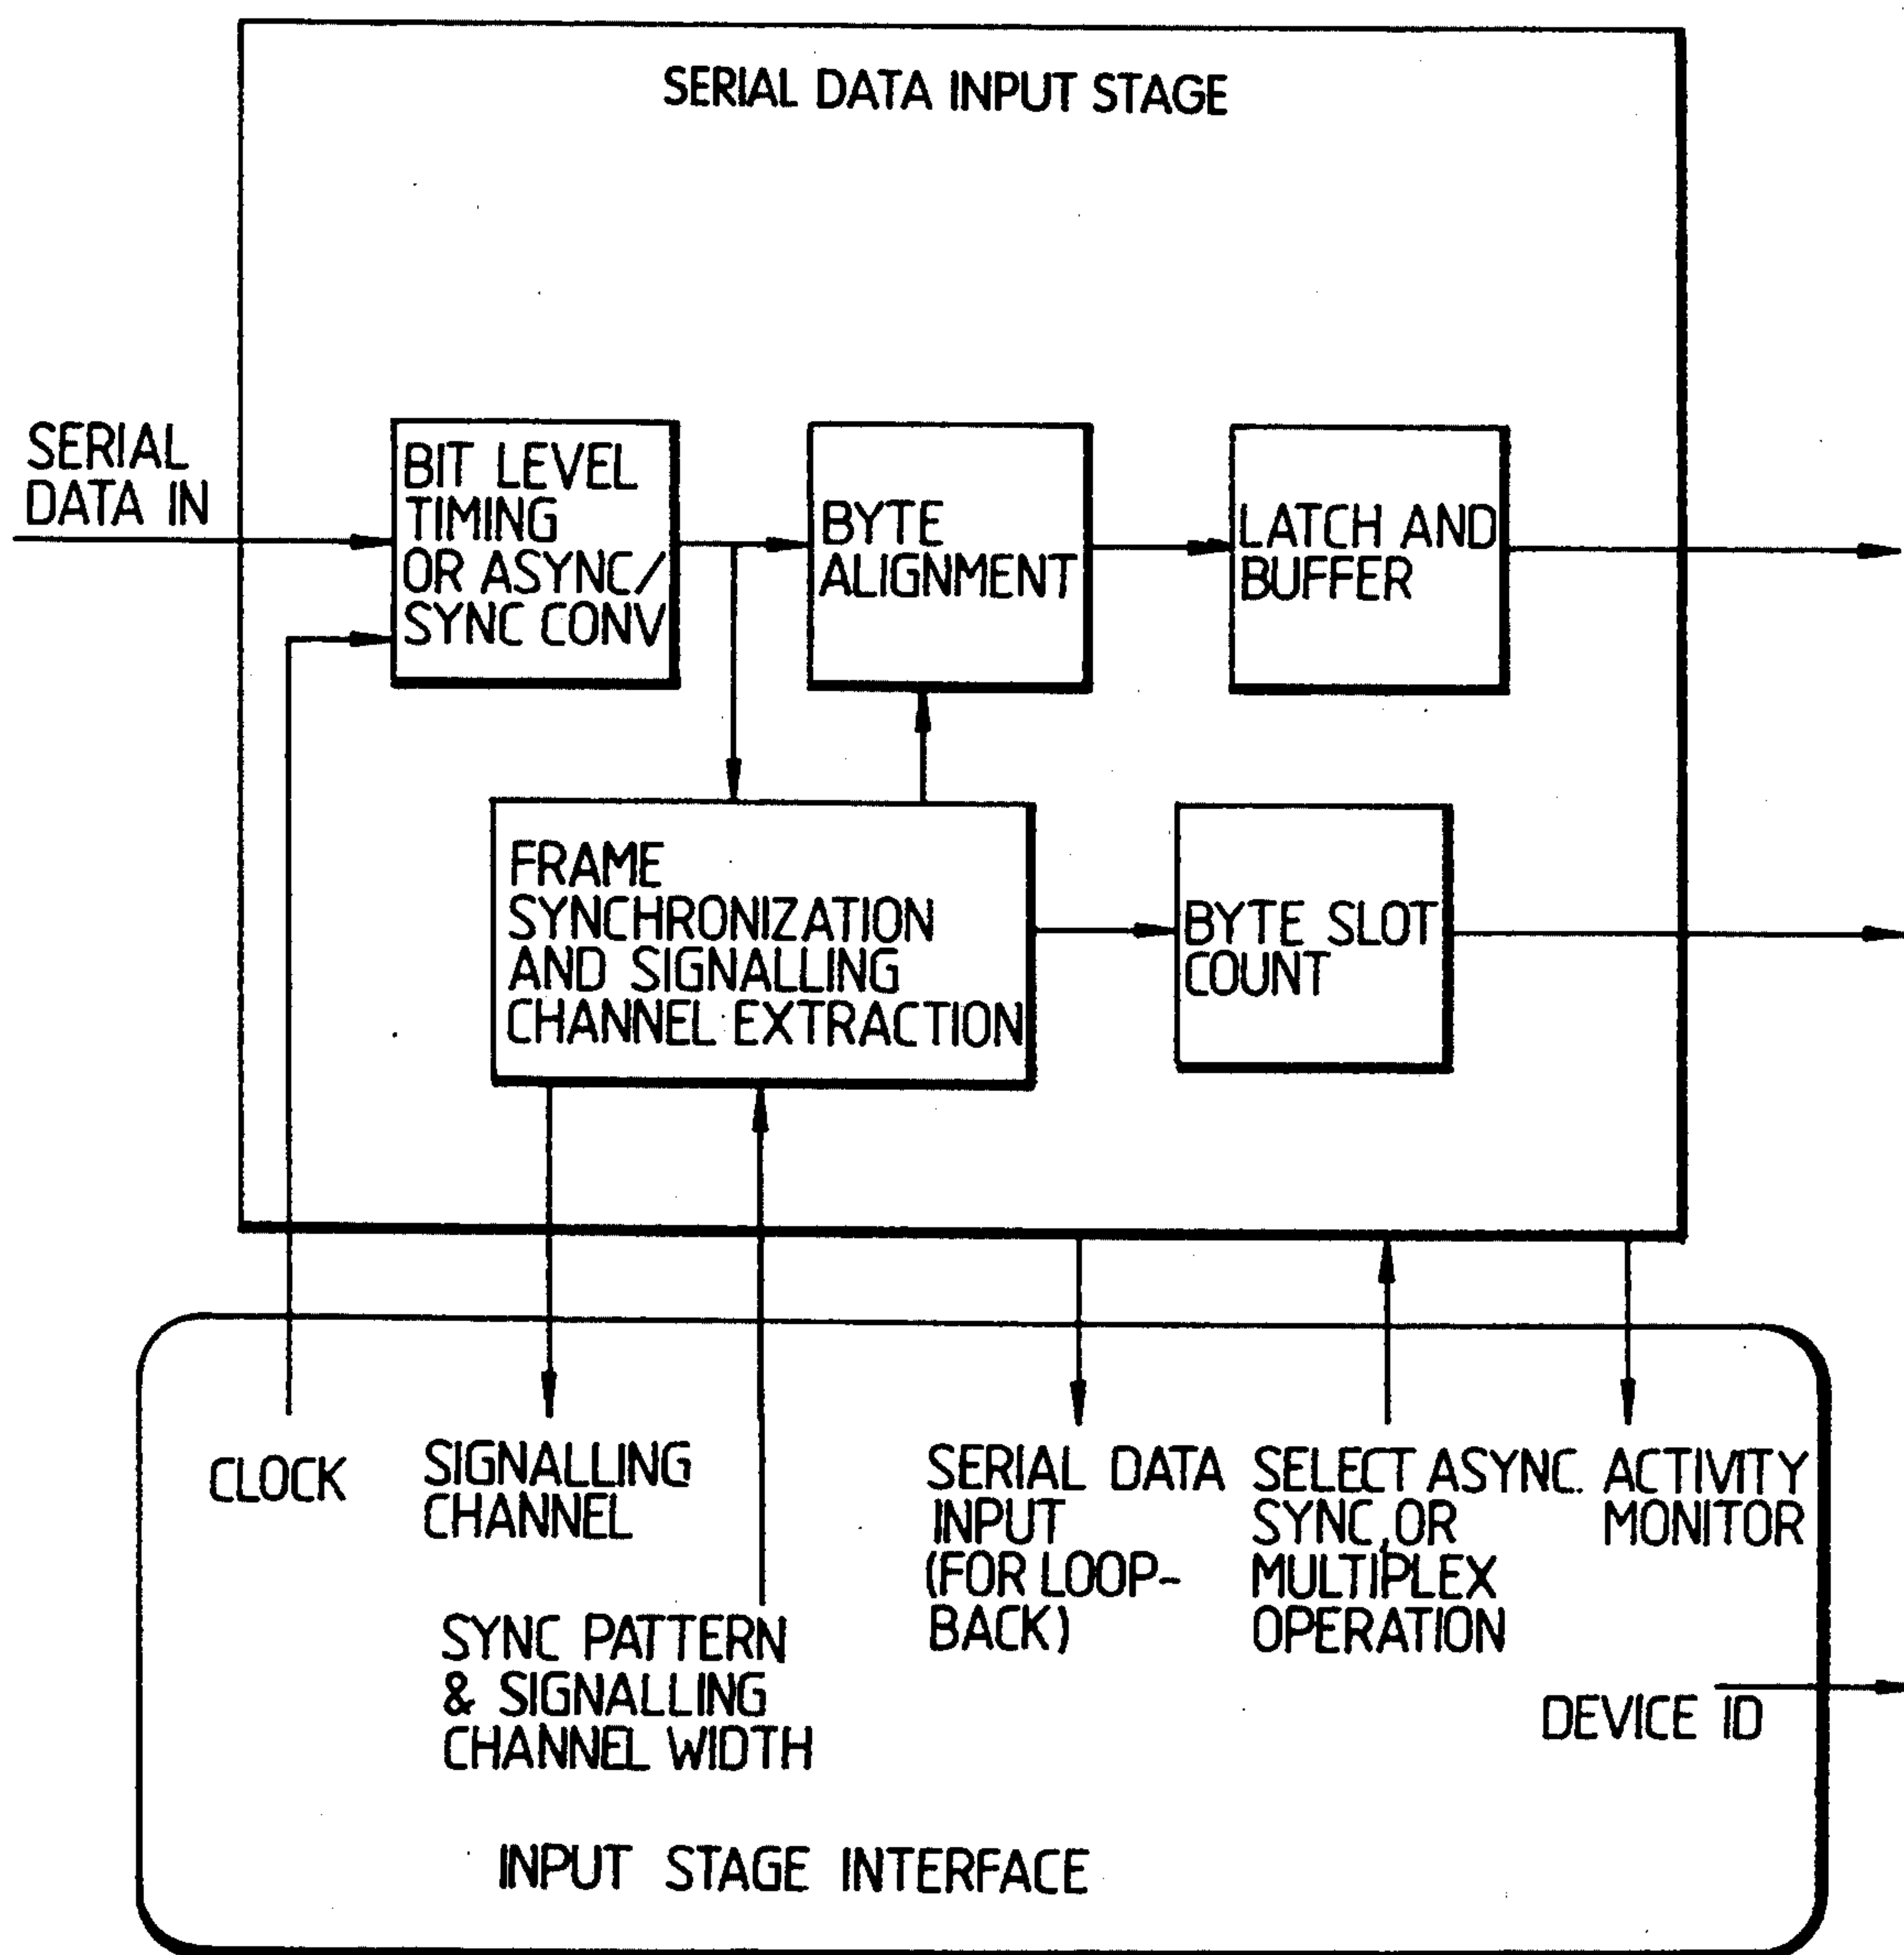 SERIAL DATA INPUT STAGE
SERIAL
DATA IN
BIT LEVEL
TIMING
OR ASYNC/
SYNC CONV
BYTE
ALIGNMENT
LATCH AND
BUFFER
FRAME
SYNCHRONIZATION
AND SIGNALLING
CHANNEL EXTRACTION
BYTE SLOT
COUNT
CLOCK
SIGNALLING
CHANNEL
SYNC PATTERN
& SIGNALLING
CHANNEL WIDTH
SERIAL DATA
INPUT
(FOR LOOP-
BACK)
SELECT ASYNC.
SYNC, OR
MULTIPLEX
OPERATION
ACTIVITY
MONITOR
DEVICE ID
INPUT STAGE INTERFACE